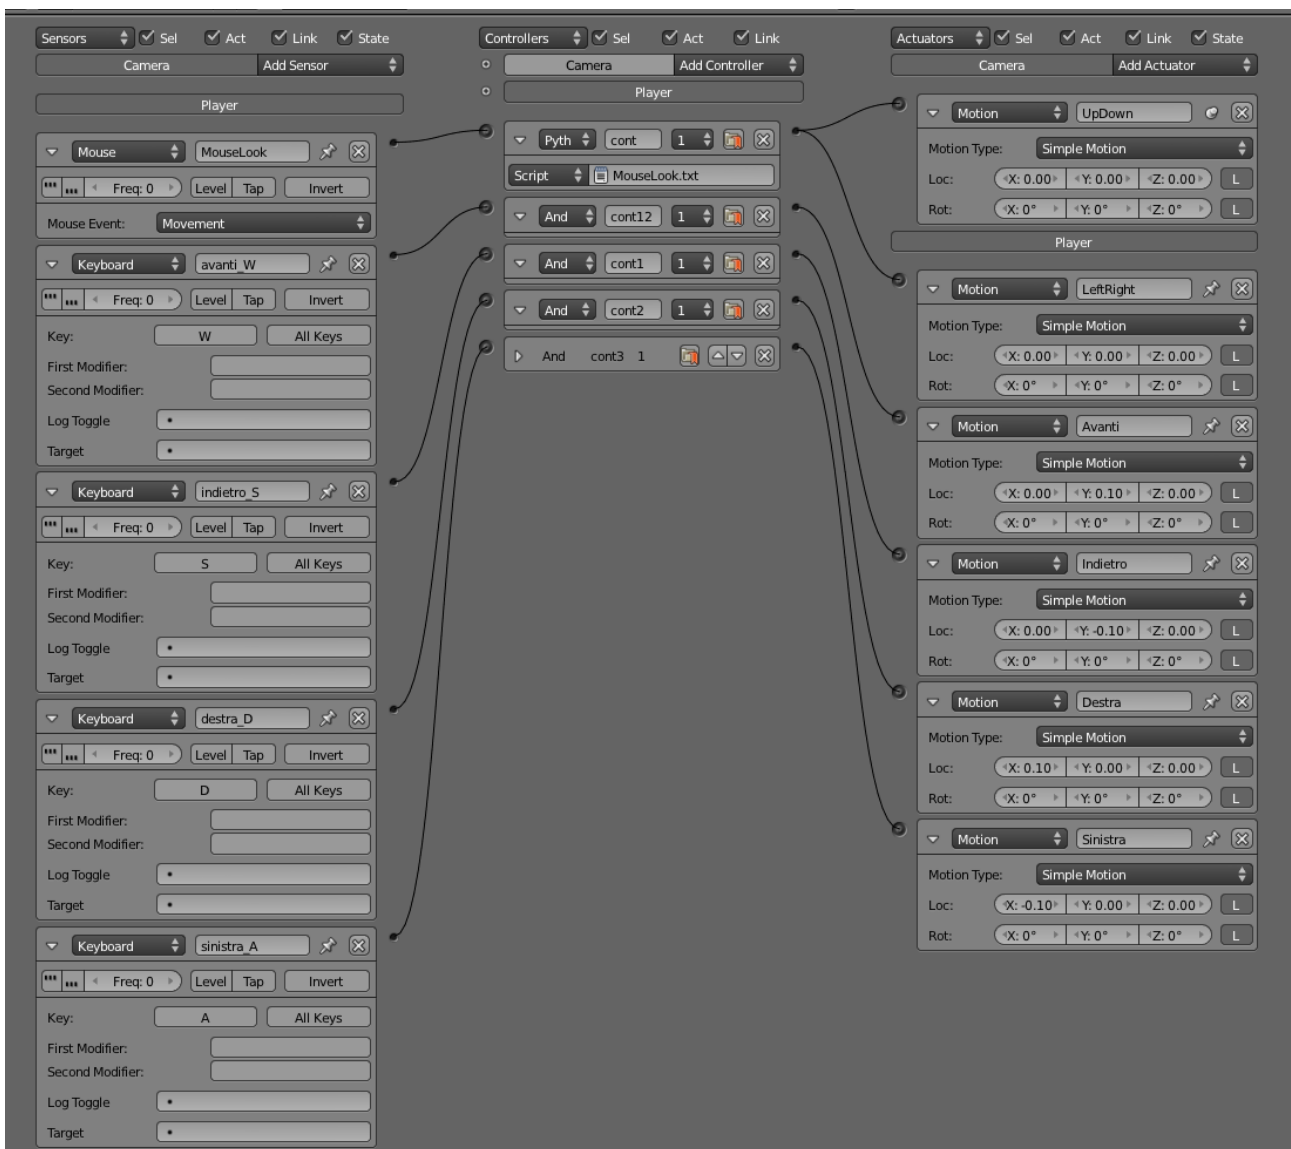 Sensors Sel Act Link State
Camera Add Sensor
Player
Mouse MouseLook
Freq: 0 Level Tap Invert
Mouse Event: Movement
Keyboard avanti_W
Freq: 0 Level Tap Invert
Key: W All Keys
First Modifier:
Second Modifier:
Log Toggle
Target
Keyboard indietro_S
Freq: 0 Level Tap Invert
Key: S All Keys
First Modifier:
Second Modifier:
Log Toggle
Target
Keyboard destra_D
Freq: 0 Level Tap Invert
Key: D All Keys
First Modifier:
Second Modifier:
Log Toggle
Target
Keyboard sinistra_A
Freq: 0 Level Tap Invert
Key: A All Keys
First Modifier:
Second Modifier:
Log Toggle
Target
Controllers Sel Act Link
Camera Add Controller
Player
Pyth cont 1
Script MouseLook.txt
And cont12 1
And cont1 1
And cont2 1
And cont3 1
Actuators Sel Act Link State
Camera Add Actuator
Motion UpDown
Motion Type: Simple Motion
Loc: X: 0.00 Y: 0.00 Z: 0.00 L
Rot: X: 0° Y: 0° Z: 0° L
Player
Motion LeftRight
Motion Type: Simple Motion
Loc: X: 0.00 Y: 0.00 Z: 0.00 L
Rot: X: 0° Y: 0° Z: 0° L
Motion Avanti
Motion Type: Simple Motion
Loc: X: 0.00 Y: 0.10 Z: 0.00 L
Rot: X: 0° Y: 0° Z: 0° L
Motion Indietro
Motion Type: Simple Motion
Loc: X: 0.00 Y: -0.10 Z: 0.00 L
Rot: X: 0° Y: 0° Z: 0° L
Motion Destra
Motion Type: Simple Motion
Loc: X: 0.10 Y: 0.00 Z: 0.00 L
Rot: X: 0° Y: 0° Z: 0° L
Motion Sinistra
Motion Type: Simple Motion
Loc: X: -0.10 Y: 0.00 Z: 0.00 L
Rot: X: 0° Y: 0° Z: 0° L